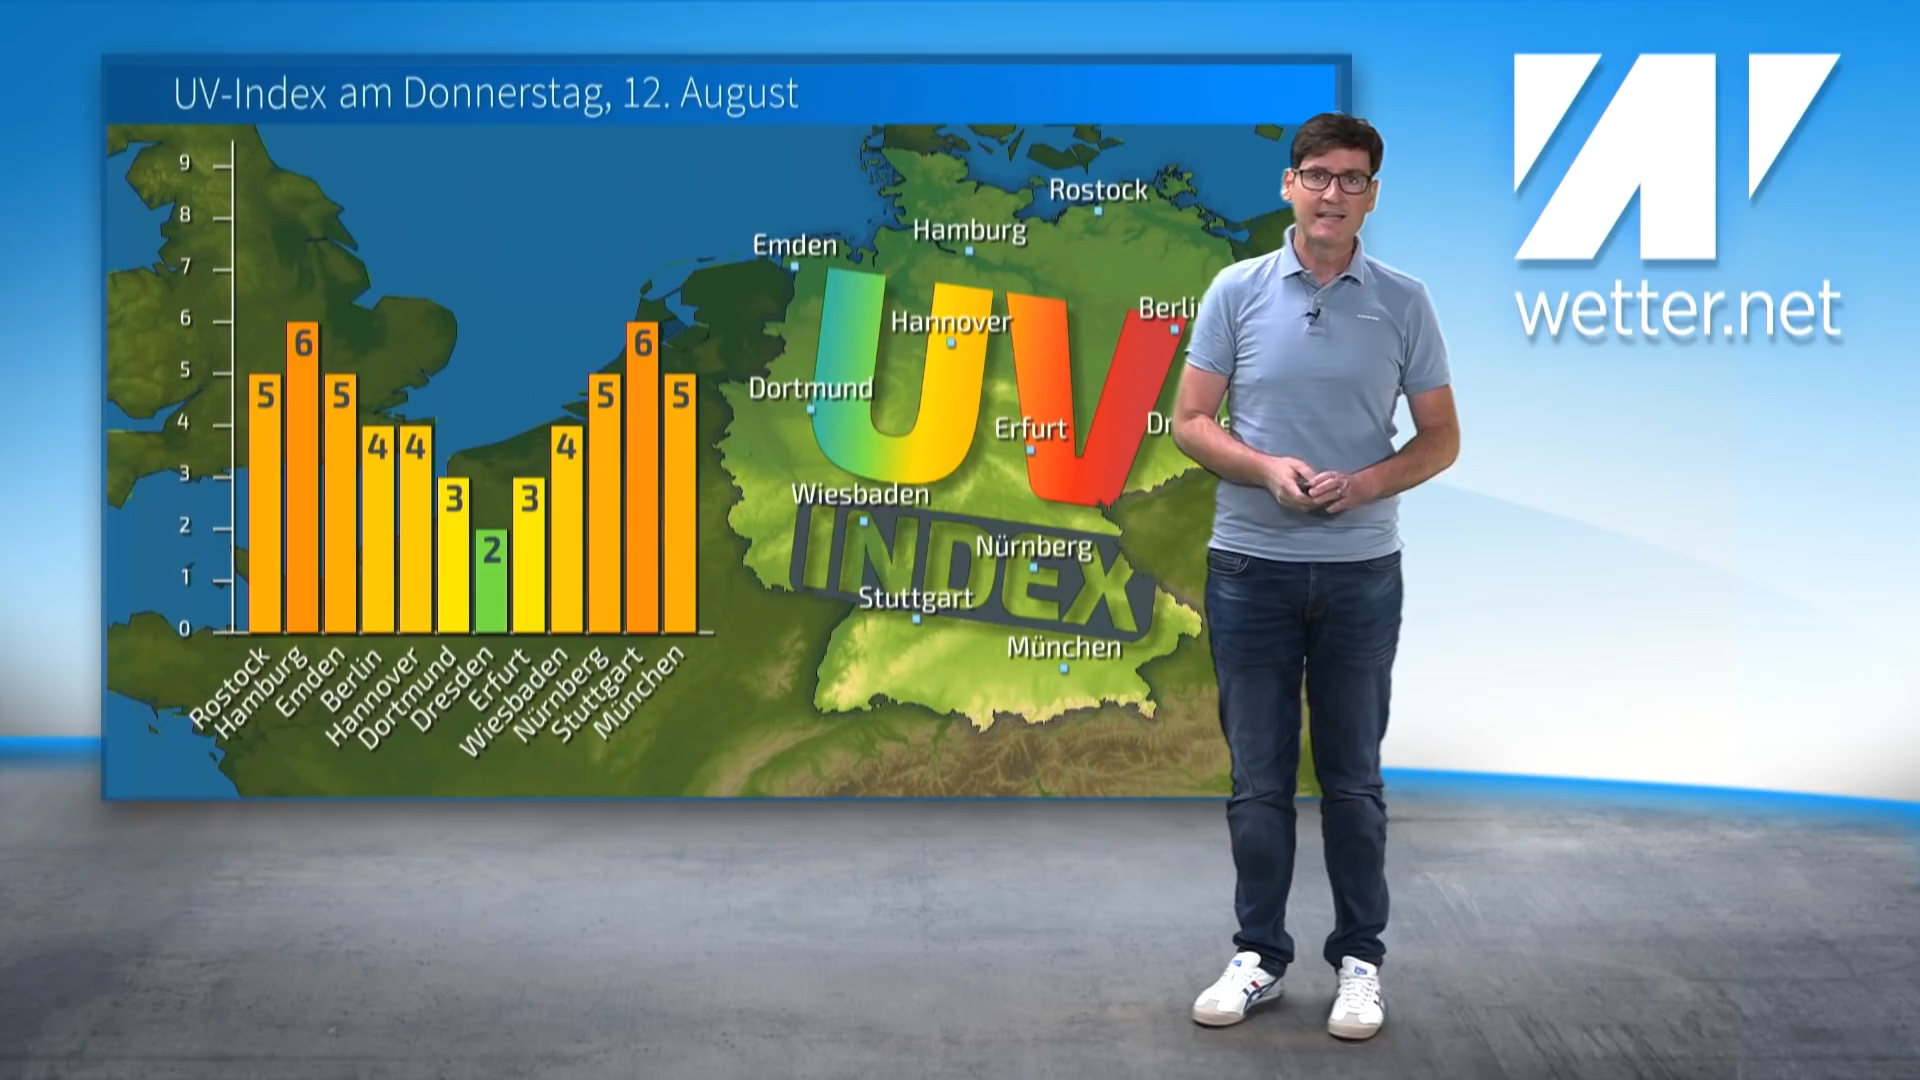 UV-Index am Donnerstag, 12. August
9
8
7
6
5
4
3
2
1
0
5
6
5
4
4
3
2
3
4
5
6
5
Rostock
Hamburg
Emden
Berlin
Hannover
Dortmund
Dresden
Erfurt
Wiesbaden
Nürnberg
Stuttgart
München
Rostock
Hamburg
Emden
Berlin
Hannover
Dortmund
Erfurt
Wiesbaden
Nürnberg
Stuttgart
München
UV
INDEX
wetter.net